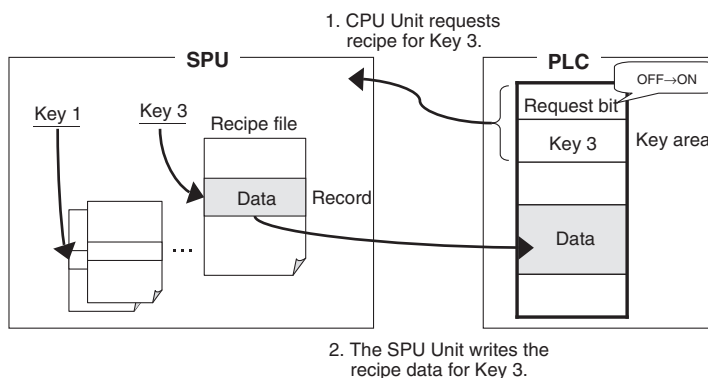 1. CPU Unit requests
recipe for Key 3.
SPU
PLC
OFF→ON
Request bit
Key 1
Key 3
Recipe file
Key 3
Key area
Data
Record
Data
...
2. The SPU Unit writes the
recipe data for Key 3.